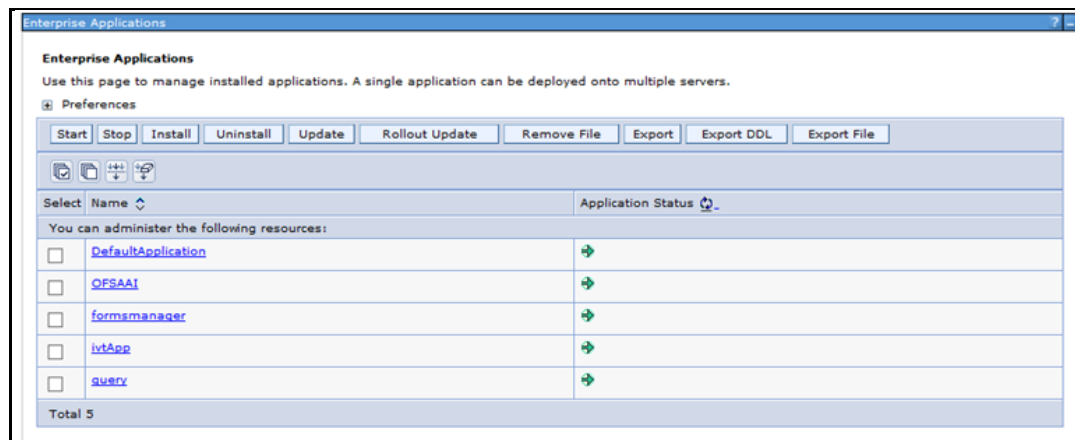 Enterprise Applications ? _
Enterprise Applications
Use this page to manage installed applications. A single application can be deployed onto multiple servers.
Preferences
Start Stop Install Uninstall Update Rollout Update Remove File Export Export DDL Export File
Select Name Application Status
You can administer the following resources:
DefaultApplication
OFSAAI
formsmanager
ivtApp
query
Total 5